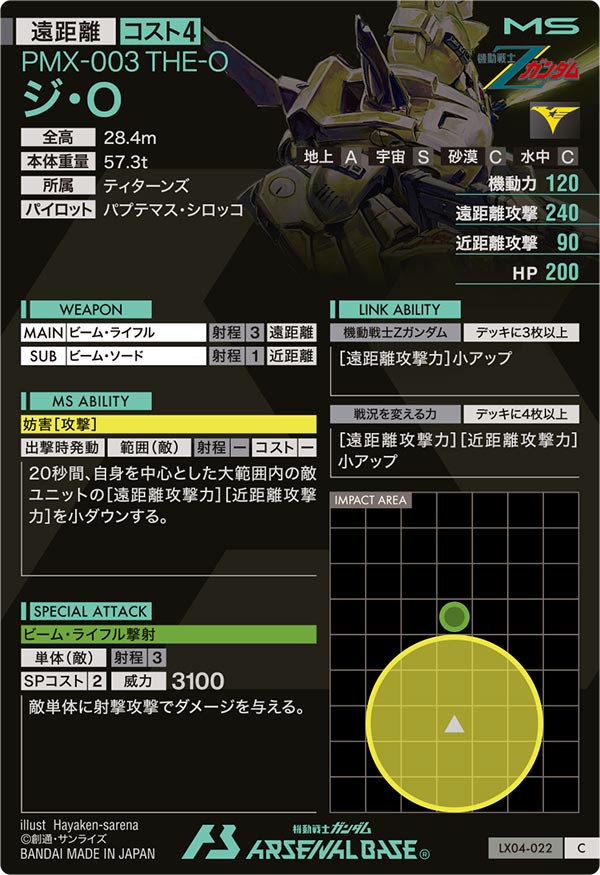 遠距離 コスト4
MS
PMX-003 THE-O
機動戦士Zガンダム
ジ・O
全高 28.4m
本体重量 57.3t
所属 ティターンズ
パイロット パプテマス・シロッコ
地上 A 宇宙 S 砂漠 C 水中 C
機動力 120
遠距離攻撃 240
近距離攻撃 90
HP 200
WEAPON
MAIN ビーム・ライフル 射程 3 遠距離
SUB ビーム・ソード 射程 1 近距離
MS ABILITY
妨害[攻撃]
出撃時発動 範囲(敵) 射程 ー コスト ー
20秒間、自身を中心とした大範囲内の敵
ユニットの[遠距離攻撃力][近距離攻撃
力]を小ダウンする。
SPECIAL ATTACK
ビーム・ライフル撃射
単体(敵) 射程 3
SPコスト 2 威力 3100
敵単体に射撃攻撃でダメージを与える。
LINK ABILITY
機動戦士Zガンダム デッキに3枚以上
[遠距離攻撃力]小アップ
戦況を変える力 デッキに4枚以上
[遠距離攻撃力][近距離攻撃力]
小アップ
IMPACT AREA
illust Hayaken-sarena
©創通・サンライズ
BANDAI MADE IN JAPAN
機動戦士ガンダム
AB ARSENAL BASE®
LX04-022 C